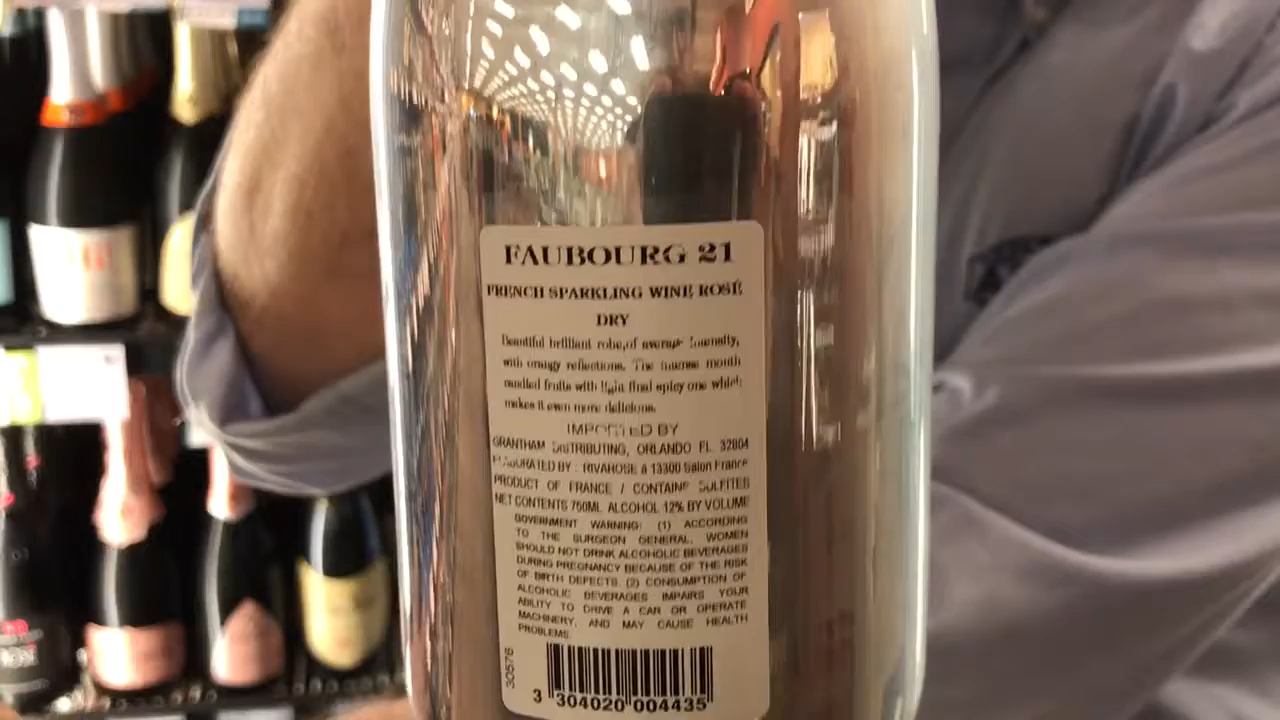 FAUBOURG 21
FRENCH SPARKLING WINE ROSÉ
DRY
Beautiful brilliant robe, of average intensity,
with orangy reflections. The intense mouth
candied fruits with light final spicy one which
makes it even more delicious.
IMPORTED BY
GRANTHAM DISTRIBUTING, ORLANDO FL 32804
BY : RIVAROSE à 13300 Salon France
PRODUCT OF FRANCE / CONTAINS SULFITES
NET CONTENTS 750ML ALCOHOL 12% BY VOLUME
GOVERNMENT WARNING: (1) ACCORDING
TO THE SURGEON GENERAL, WOMEN
SHOULD NOT DRINK ALCOHOLIC BEVERAGES
DURING PREGNANCY BECAUSE OF THE RISK
OF BIRTH DEFECTS. (2) CONSUMPTION OF
ALCOHOLIC BEVERAGES IMPAIRS YOUR
ABILITY TO DRIVE A CAR OR OPERATE
MACHINERY, AND MAY CAUSE HEALTH
PROBLEMS.
30576
3 304020 004435